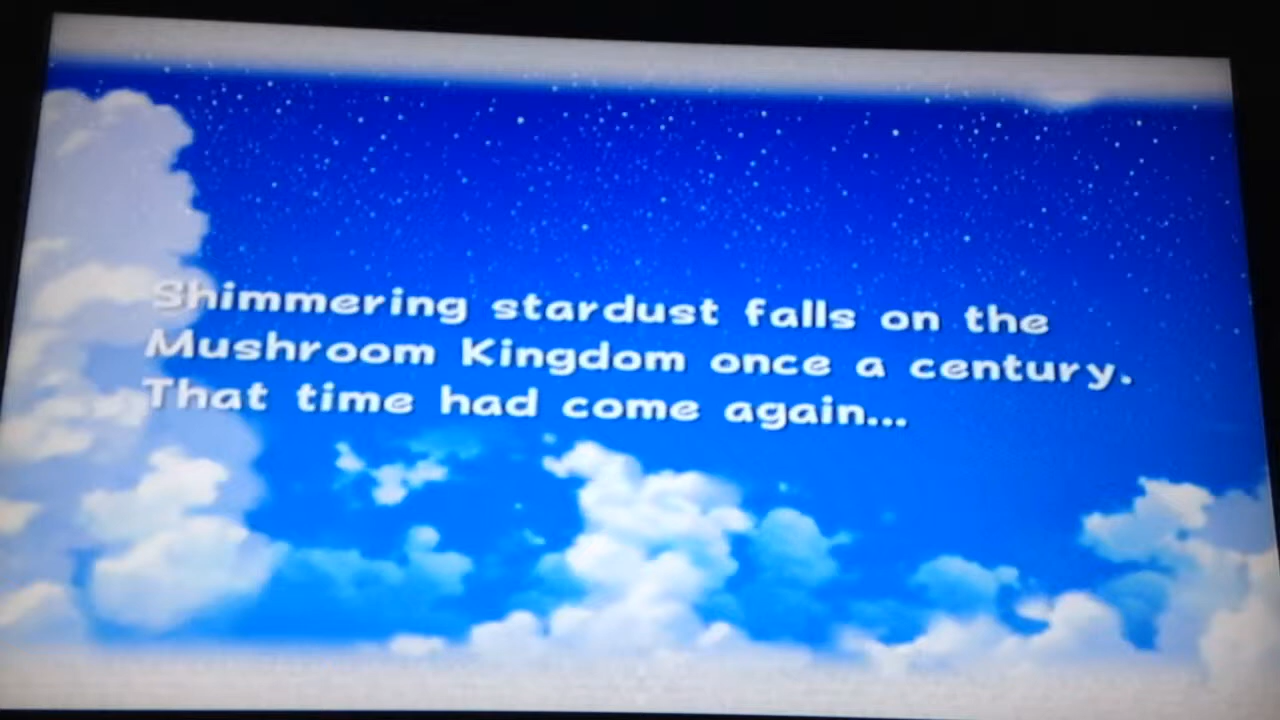 Shimmering stardust falls on the
Mushroom Kingdom once a century.
That time had come again...